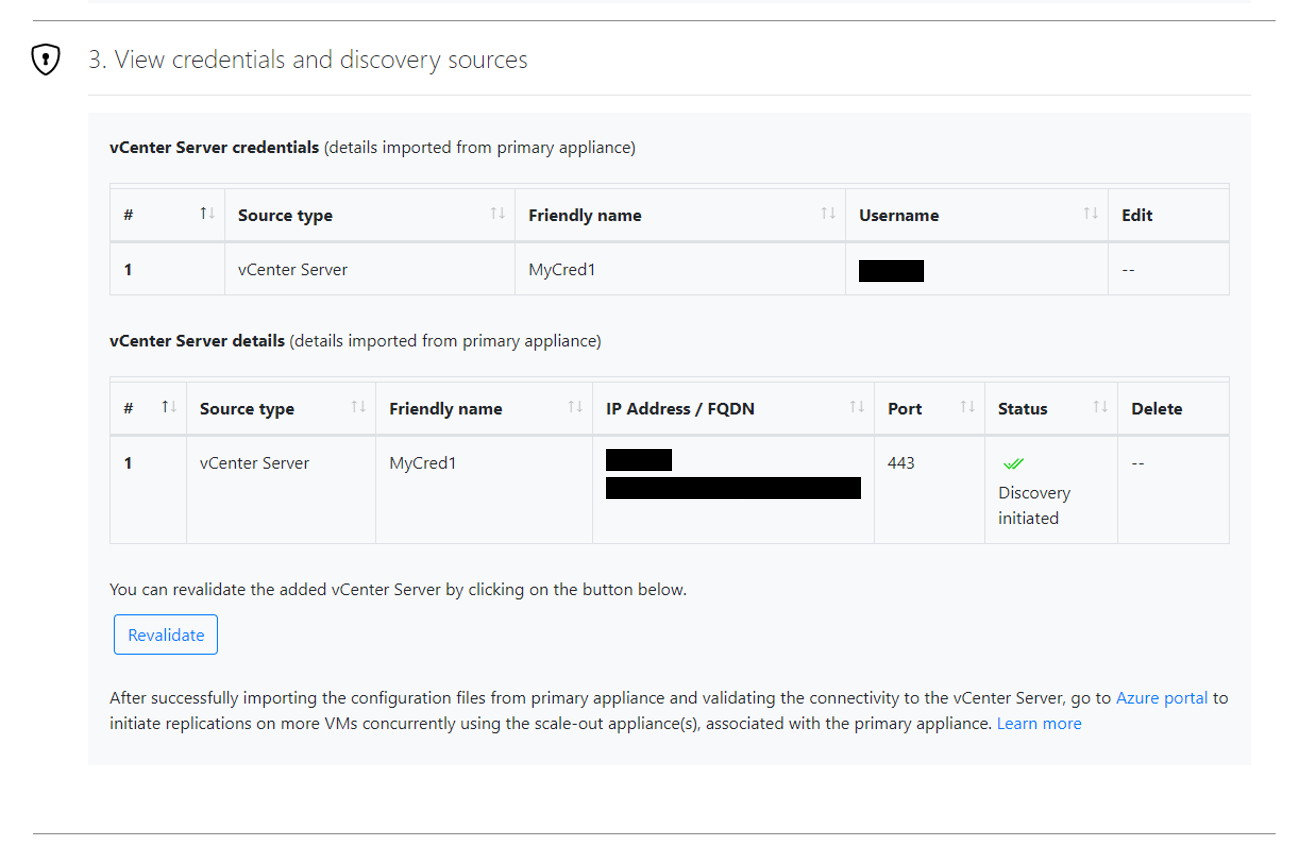 3. View credentials and discovery sources
vCenter Server credentials (details imported from primary appliance)
# Source type Friendly name Username Edit
1 vCenter Server MyCred1 --
vCenter Server details (details imported from primary appliance)
# Source type Friendly name IP Address / FQDN Port Status Delete
1 vCenter Server MyCred1 443 --
Discovery
initiated
You can revalidate the added vCenter Server by clicking on the button below.
Revalidate
After successfully importing the configuration files from primary appliance and validating the connectivity to the vCenter Server, go to Azure portal to
initiate replications on more VMs concurrently using the scale-out appliance(s), associated with the primary appliance. Learn more